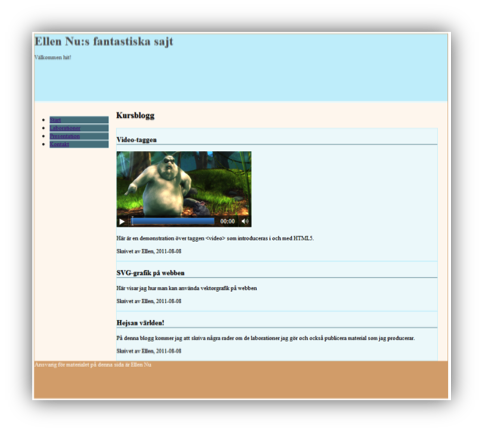 Ellen Nu:s fantastiska sajt
Välkommen hit!
Start
Laborationer
Presentation
Kontakt
Kursblogg
Video-taggen
00:00
Här är en demonstration över taggen <video> som introduceras i och med HTML5.
Skrivet av Ellen, 2011-08-08
SVG-grafik på webben
Här visar jag hur man kan använda vektorgrafik på webben
Skrivet av Ellen, 2011-08-08
Hejsan världen!
På denna blogg kommer jag att skriva några rader om de laborationer jag gör och också publicera material som jag producerar.
Skrivet av Ellen, 2011-08-08
Ansvarig för materialet på denna sida är Ellen Nu